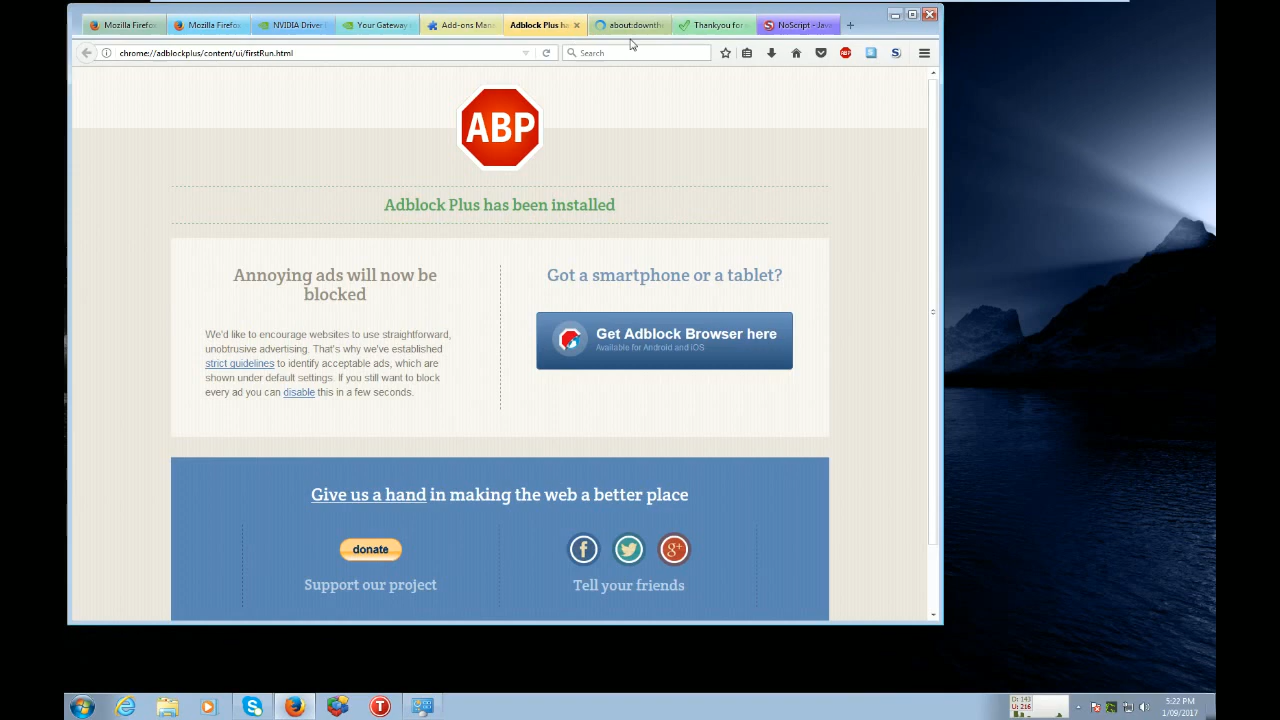 Mozilla Firefo
Mozilla Firefo
NVIDIA Driver
Your Gateway
Add-ons Man
Adblock Plus ha
about:downth
Thankyou for
NoScript - Java
chrome://adblockplus/content/ui/firstRun.html
Search
ABP
S
ABP
Adblock Plus has been installed
Annoying ads will now be
blocked
We'd like to encourage websites to use straightforward,
unobtrusive advertising. That's why we've established
strict guidelines to identify acceptable ads, which are
shown under default settings. If you still want to block
every ad you can disable this in a few seconds.
Got a smartphone or a tablet?
Get Adblock Browser here
Available for Android and iOS
Give us a hand in making the web a better place
donate
Support our project
f
g+
Tell your friends
T
D: 143
U: 216
5:22 PM
1/09/2017